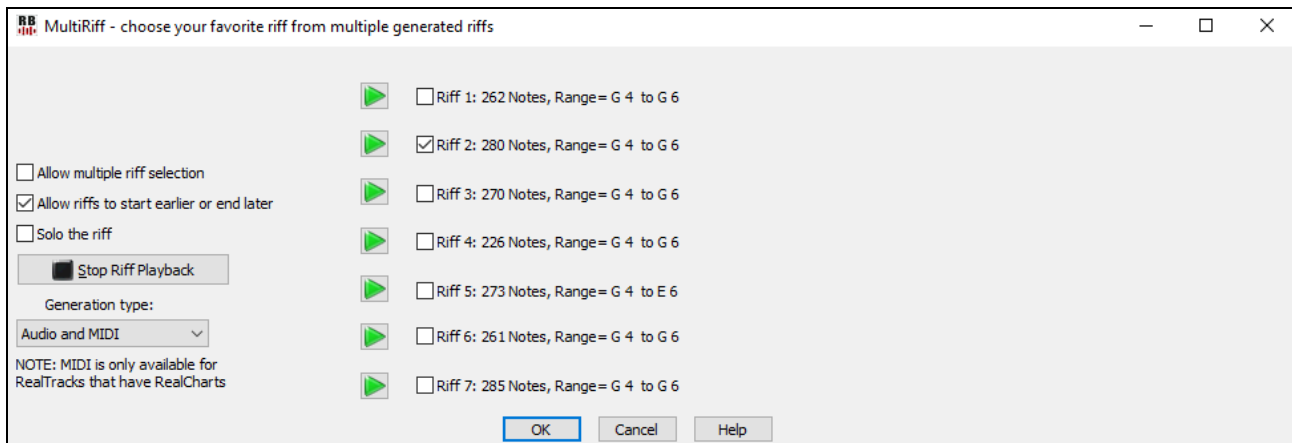 RB MultiRiff - choose your favorite riff from multiple generated riffs
Riff 1: 262 Notes, Range= G 4 to G 6
Riff 2: 280 Notes, Range= G 4 to G 6
Riff 3: 270 Notes, Range= G 4 to G 6
Riff 4: 226 Notes, Range= G 4 to G 6
Riff 5: 273 Notes, Range= G 4 to E 6
Riff 6: 261 Notes, Range= G 4 to G 6
Riff 7: 285 Notes, Range= G 4 to G 6
Allow multiple riff selection
Allow riffs to start earlier or end later
Solo the riff
Stop Riff Playback
Generation type:
Audio and MIDI
NOTE: MIDI is only available for
RealTracks that have RealCharts
OK Cancel Help